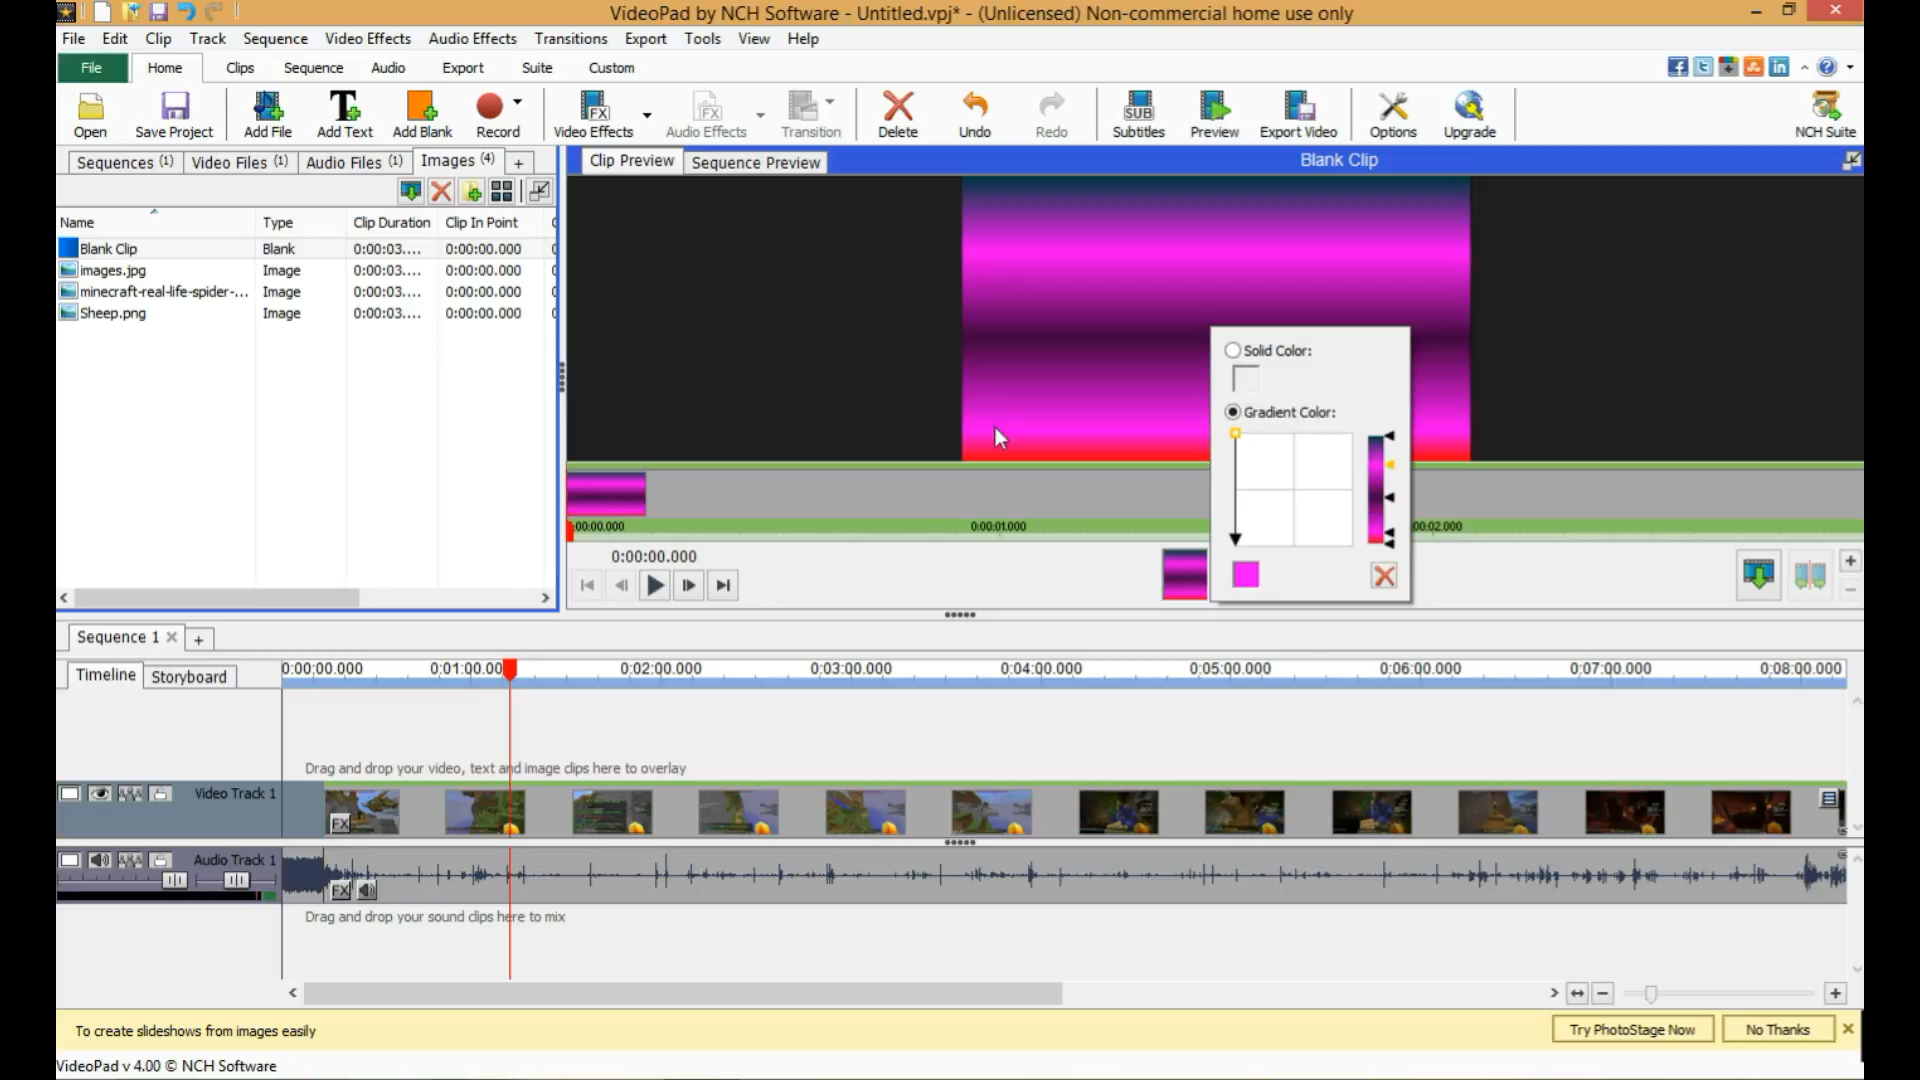 VideoPad by NCH Software - Untitled.vpj* - (Unlicensed) Non-commercial home use only
File Edit Clip Track Sequence Video Effects Audio Effects Transitions Export Tools View Help
File Home Clips Sequence Audio Export Suite Custom
Open Save Project Add File Add Text Add Blank Record Video Effects Audio Effects Transition Delete Undo Redo Subtitles Preview Export Video Options Upgrade NCH Suite
Sequences (1) Video Files (1) Audio Files (1) Images (4) +
Clip Preview Sequence Preview Blank Clip
Name Type Clip Duration Clip In Point
Blank Clip Blank 0:00:03.... 0:00:00.000
images.jpg Image 0:00:03.... 0:00:00.000
minecraft-real-life-spider-... Image 0:00:03.... 0:00:00.000
Sheep.png Image 0:00:03.... 0:00:00.000
Solid Color:
Gradient Color:
:00:00.000 0:00:01.000 00:02.000
0:00:00.000
Sequence 1
Timeline Storyboard
0:00:00.000 0:01:00.00 0:02:00.000 0:03:00.000 0:04:00.000 0:05:00.000 0:06:00.000 0:07:00.000 0:08:00.000
Drag and drop your video, text and image clips here to overlay
Video Track 1
FX
Audio Track 1
FX
Drag and drop your sound clips here to mix
To create slideshows from images easily
Try PhotoStage Now No Thanks
VideoPad v 4.00 © NCH Software